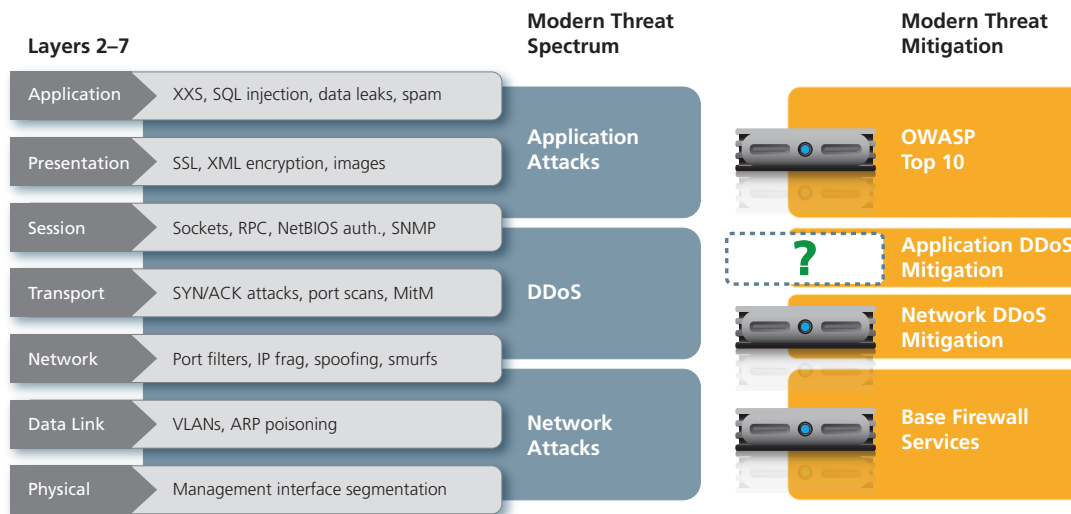 Layers 2–7
Modern Threat
Spectrum
Modern Threat
Mitigation
Application
XXS, SQL injection, data leaks, spam
Presentation
SSL, XML encryption, images
Session
Sockets, RPC, NetBIOS auth., SNMP
Transport
SYN/ACK attacks, port scans, MitM
Network
Port filters, IP frag, spoofing, smurfs
Data Link
VLANs, ARP poisoning
Physical
Management interface segmentation
Application
Attacks
DDoS
Network
Attacks
OWASP
Top 10
?
Application DDoS
Mitigation
Network DDoS
Mitigation
Base Firewall
Services